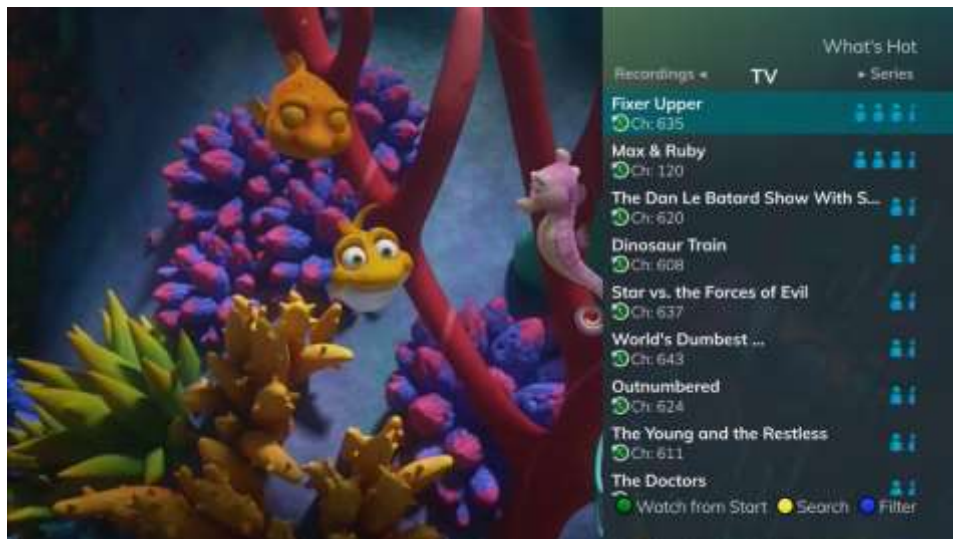 What's Hot
Recordings ◂ TV ▸ Series
Fixer Upper
Ch: 635
Max & Ruby
Ch: 120
The Dan Le Batard Show With S...
Ch: 620
Dinosaur Train
Ch: 608
Star vs. the Forces of Evil
Ch: 637
World's Dumbest ...
Ch: 643
Outnumbered
Ch: 624
The Young and the Restless
Ch: 611
The Doctors
Watch from Start Search Filter